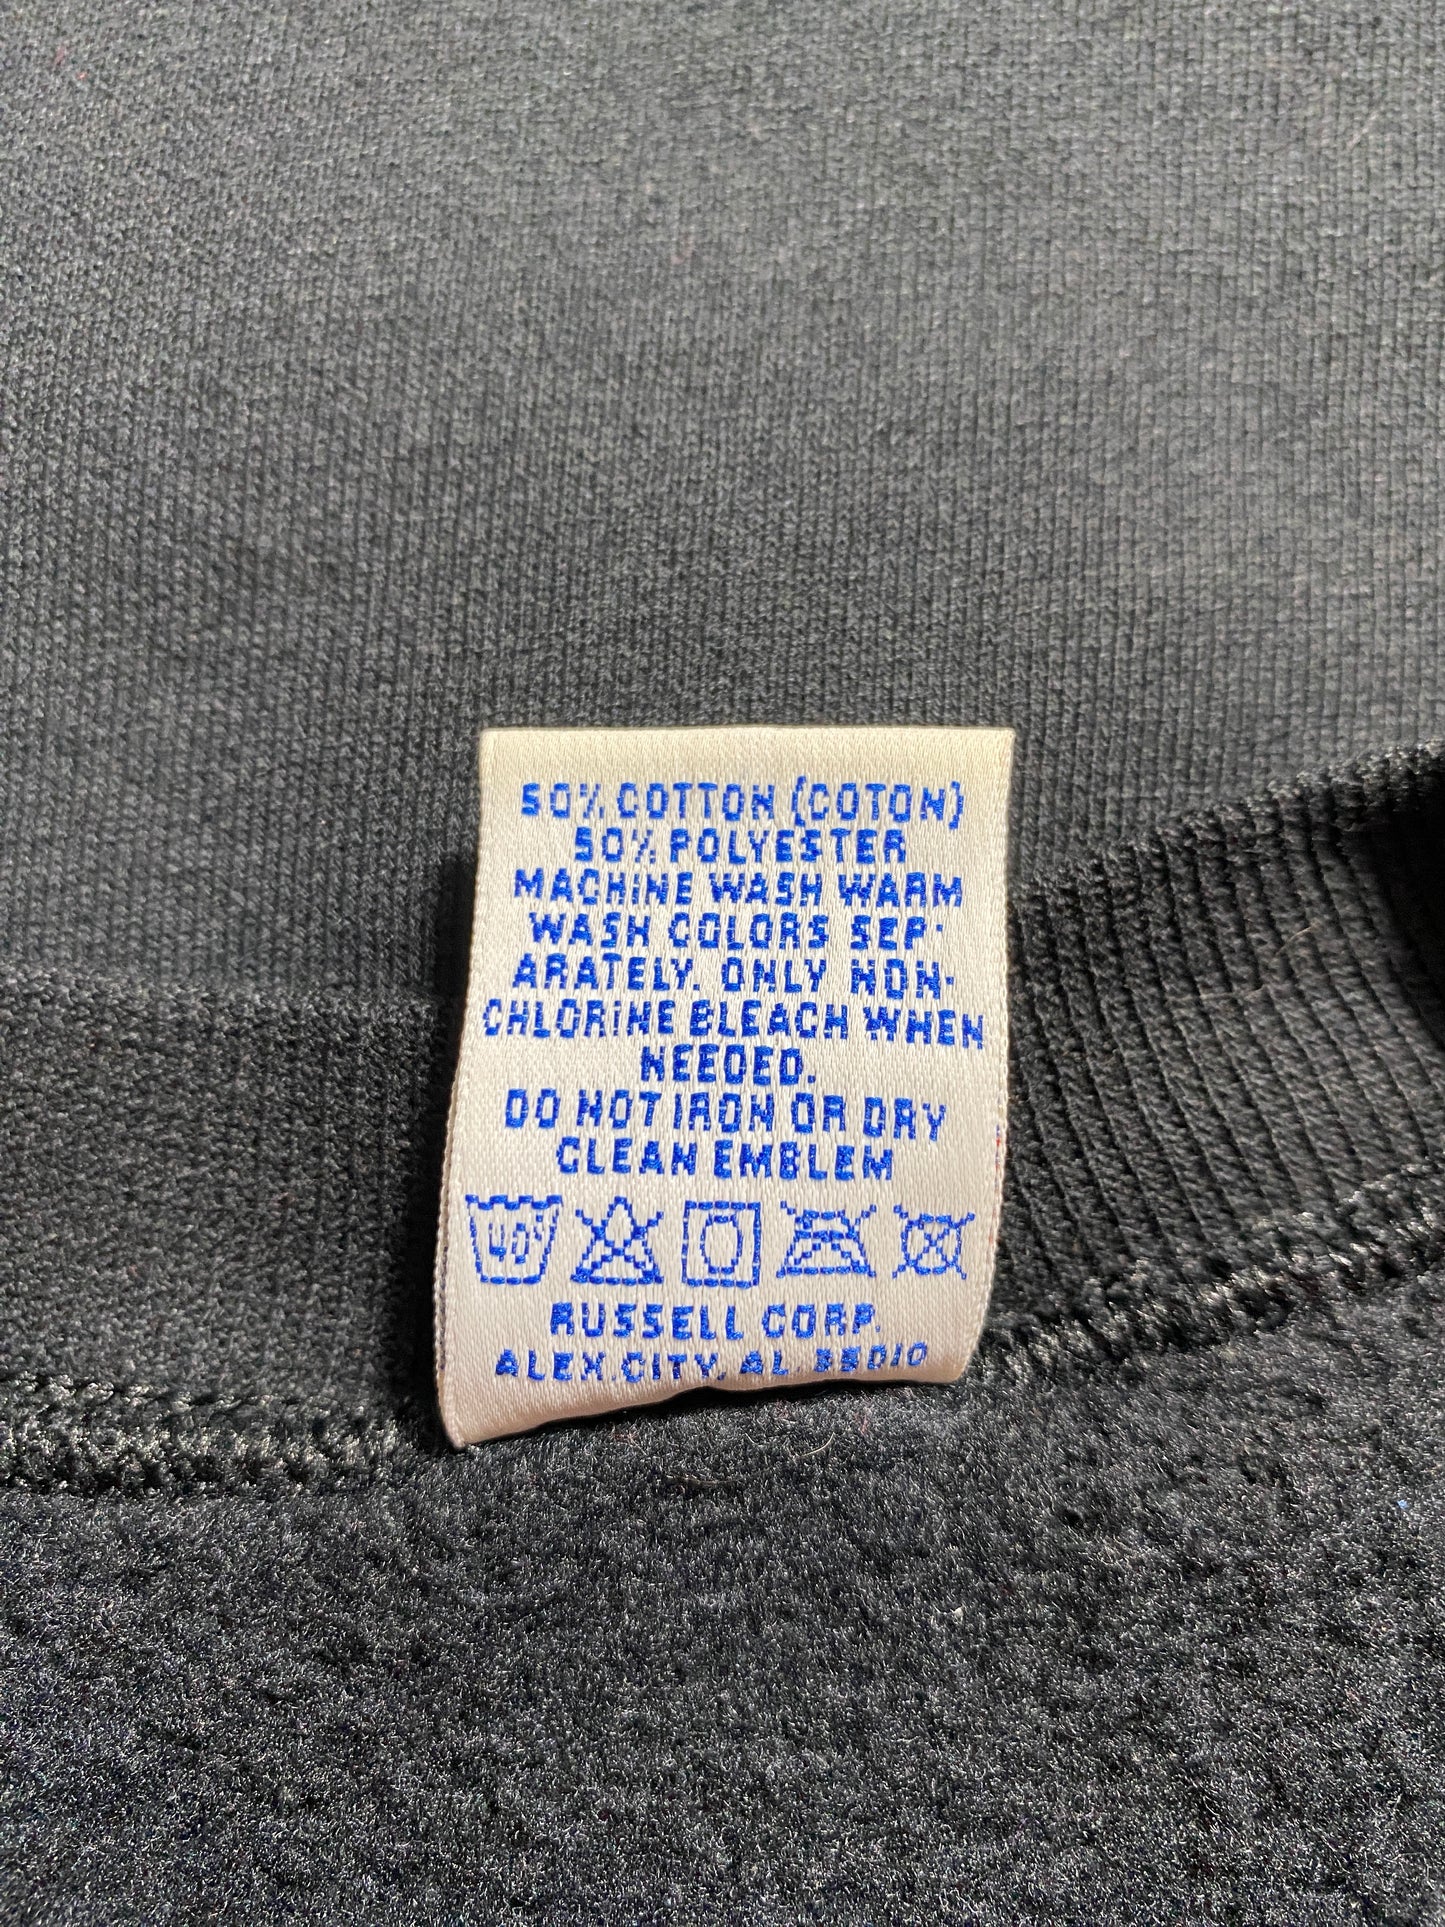 50% COTTON (COTON)
50% POLYESTER
MACHINE WASH WARM
WASH COLORS SEP-
ARATELY. ONLY NON-
CHLORINE BLEACH WHEN
NEEDED.
DO NOT IRON OR DRY
CLEAN EMBLEM
40°
RUSSELL CORP.
ALEX.CITY, AL. 35010